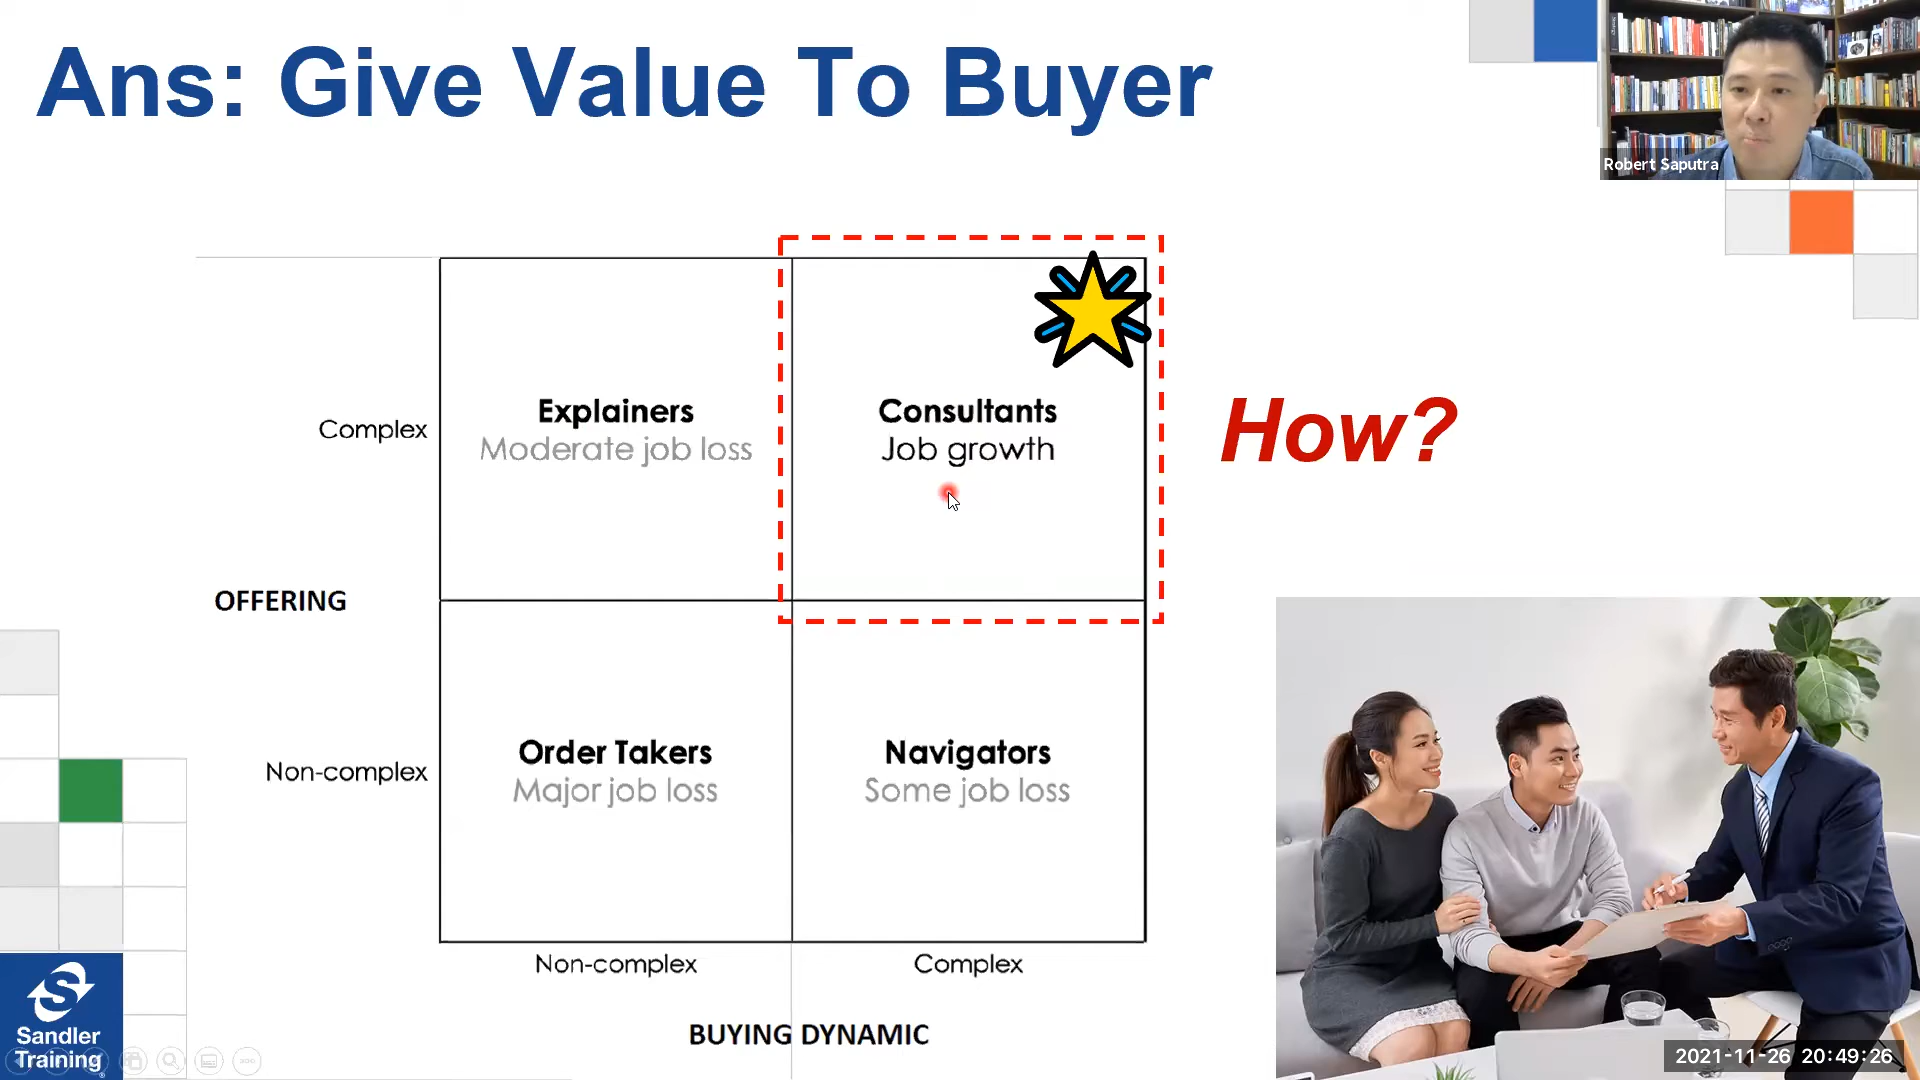 Ans: Give Value To Buyer
Robert Saputra
Explainers
Moderate job loss
Consultants
Job growth
How?
Complex
OFFERING
Order Takers
Major job loss
Navigators
Some job loss
Non-complex
Non-complex
Complex
BUYING DYNAMIC
Sandler
Training
2021-11-26 20:49:26